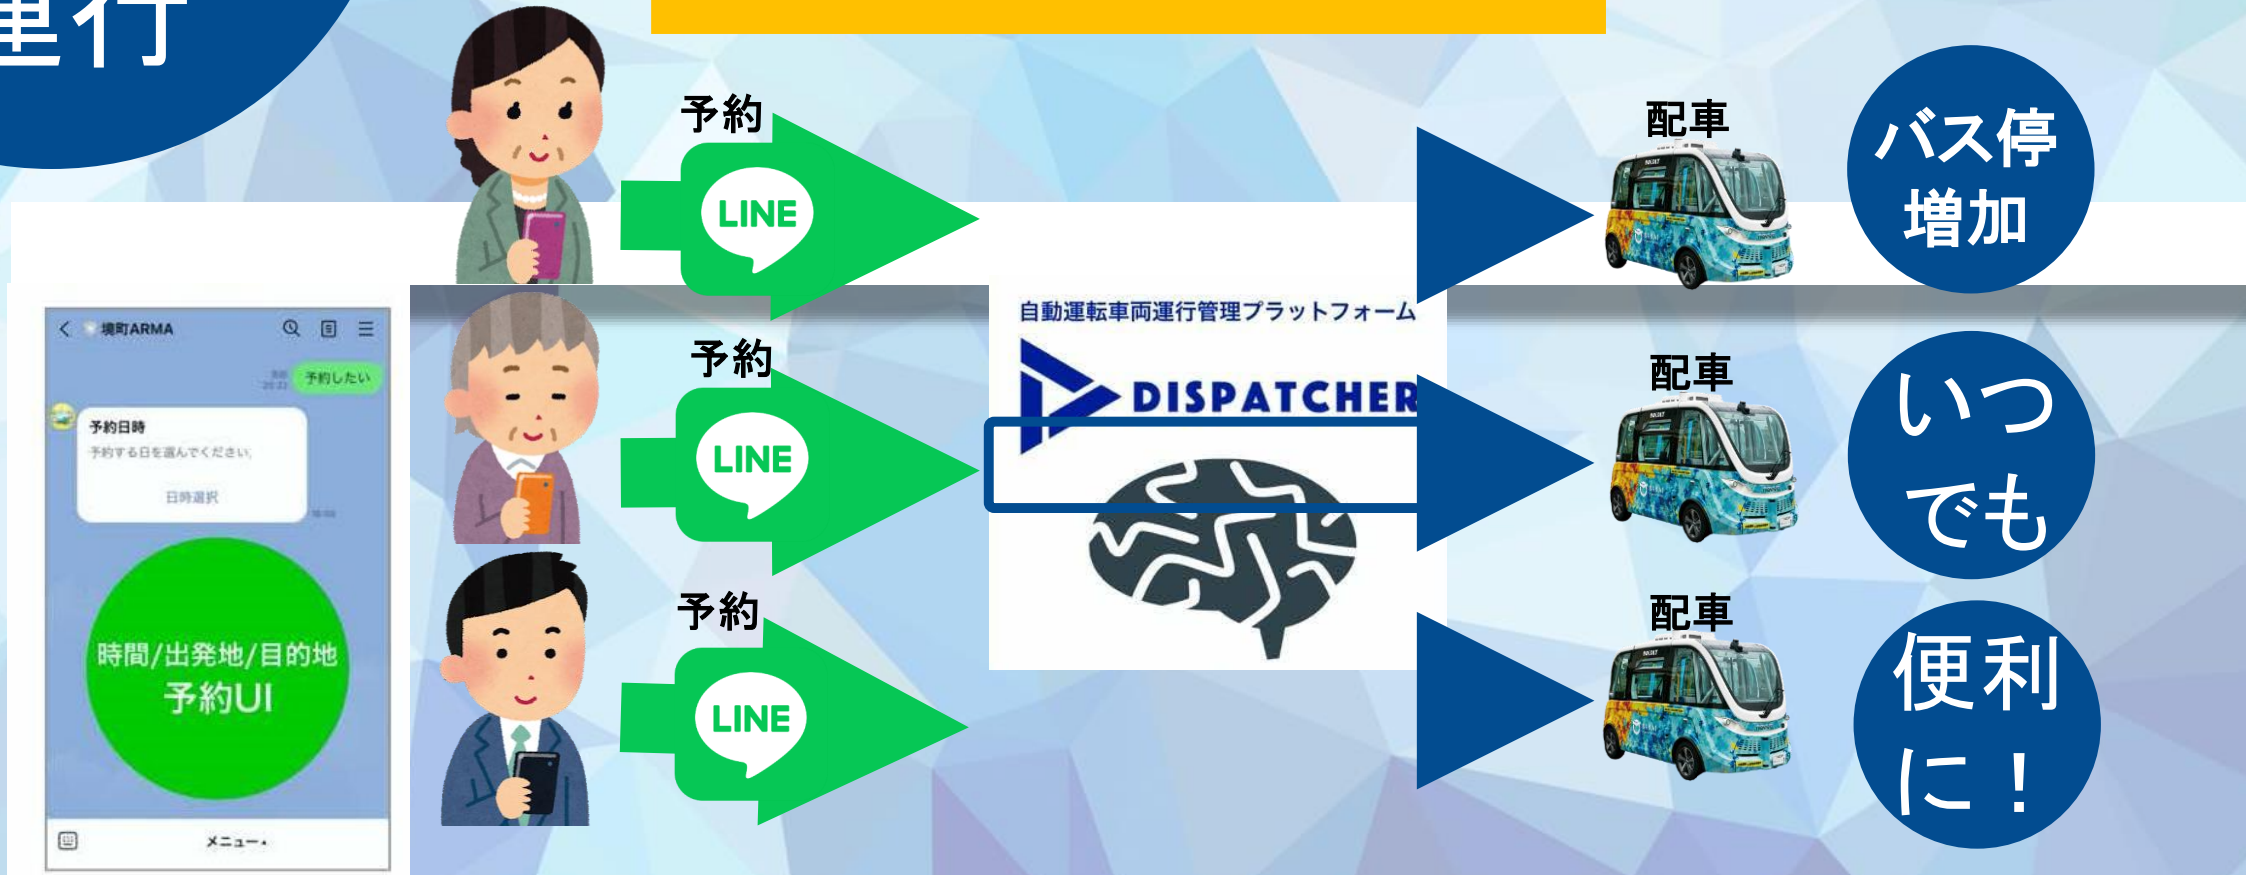 運行
予約
LINE
配車
バス停
増加
境町ARMA
予約したい
予約日時
予約する日を選んでください。
日時選択
時間/出発地/目的地
予約UI
メニュー
予約
LINE
自動運転車両運行管理プラットフォーム
DISPATCHER
配車
いつ
でも
予約
LINE
配車
便利
に！